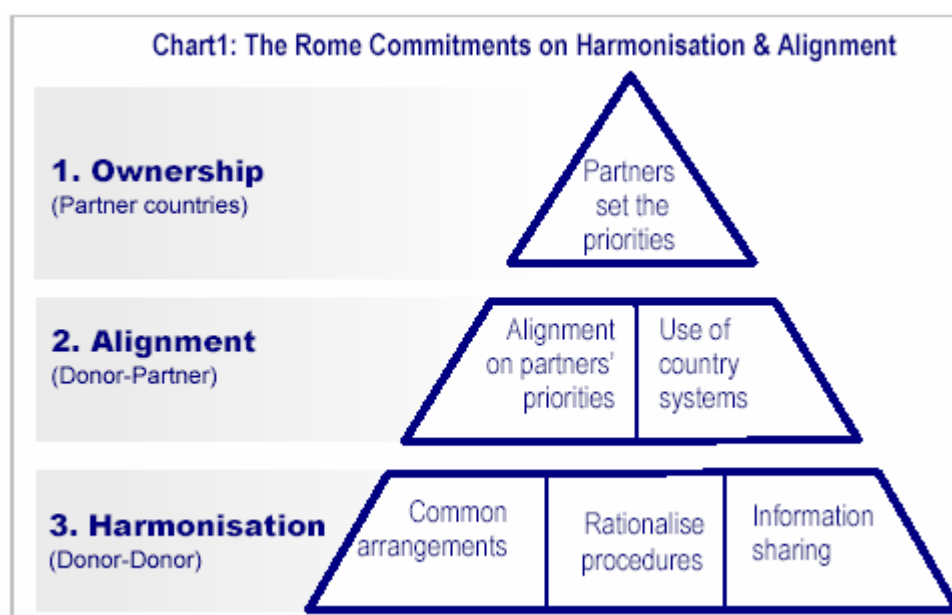 Chart1: The Rome Commitments on Harmonisation & Alignment
1. Ownership
(Partner countries)
Partners
set the
priorities
2. Alignment
(Donor-Partner)
Alignment
on partners’
priorities
Use of
country
systems
3. Harmonisation
(Donor-Donor)
Common
arrangements
Rationalise
procedures
Information
sharing